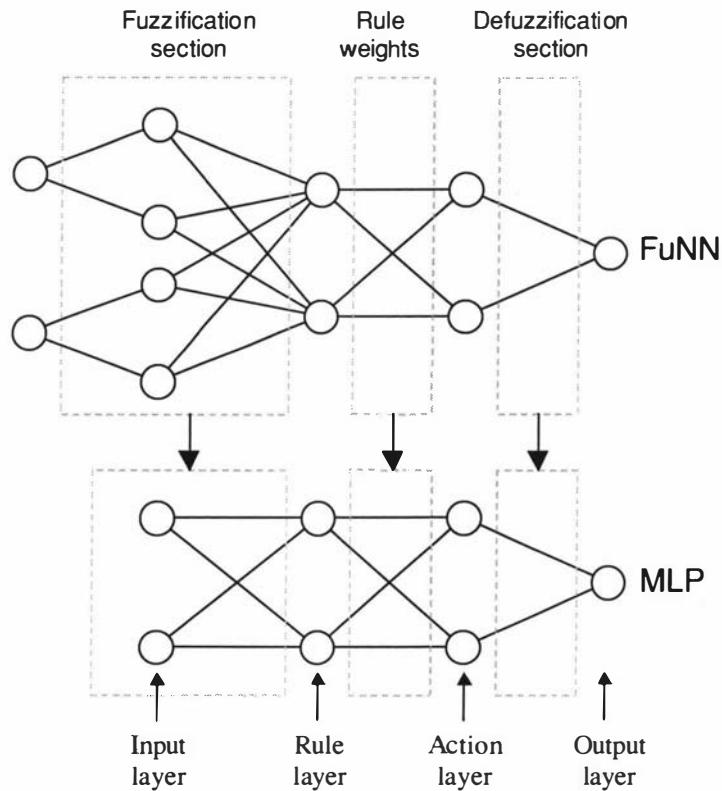 Fuzzification
section
Rule
weights
Defuzzification
section
FuNN
MLP
Input
layer
Rule
layer
Action
layer
Output
layer